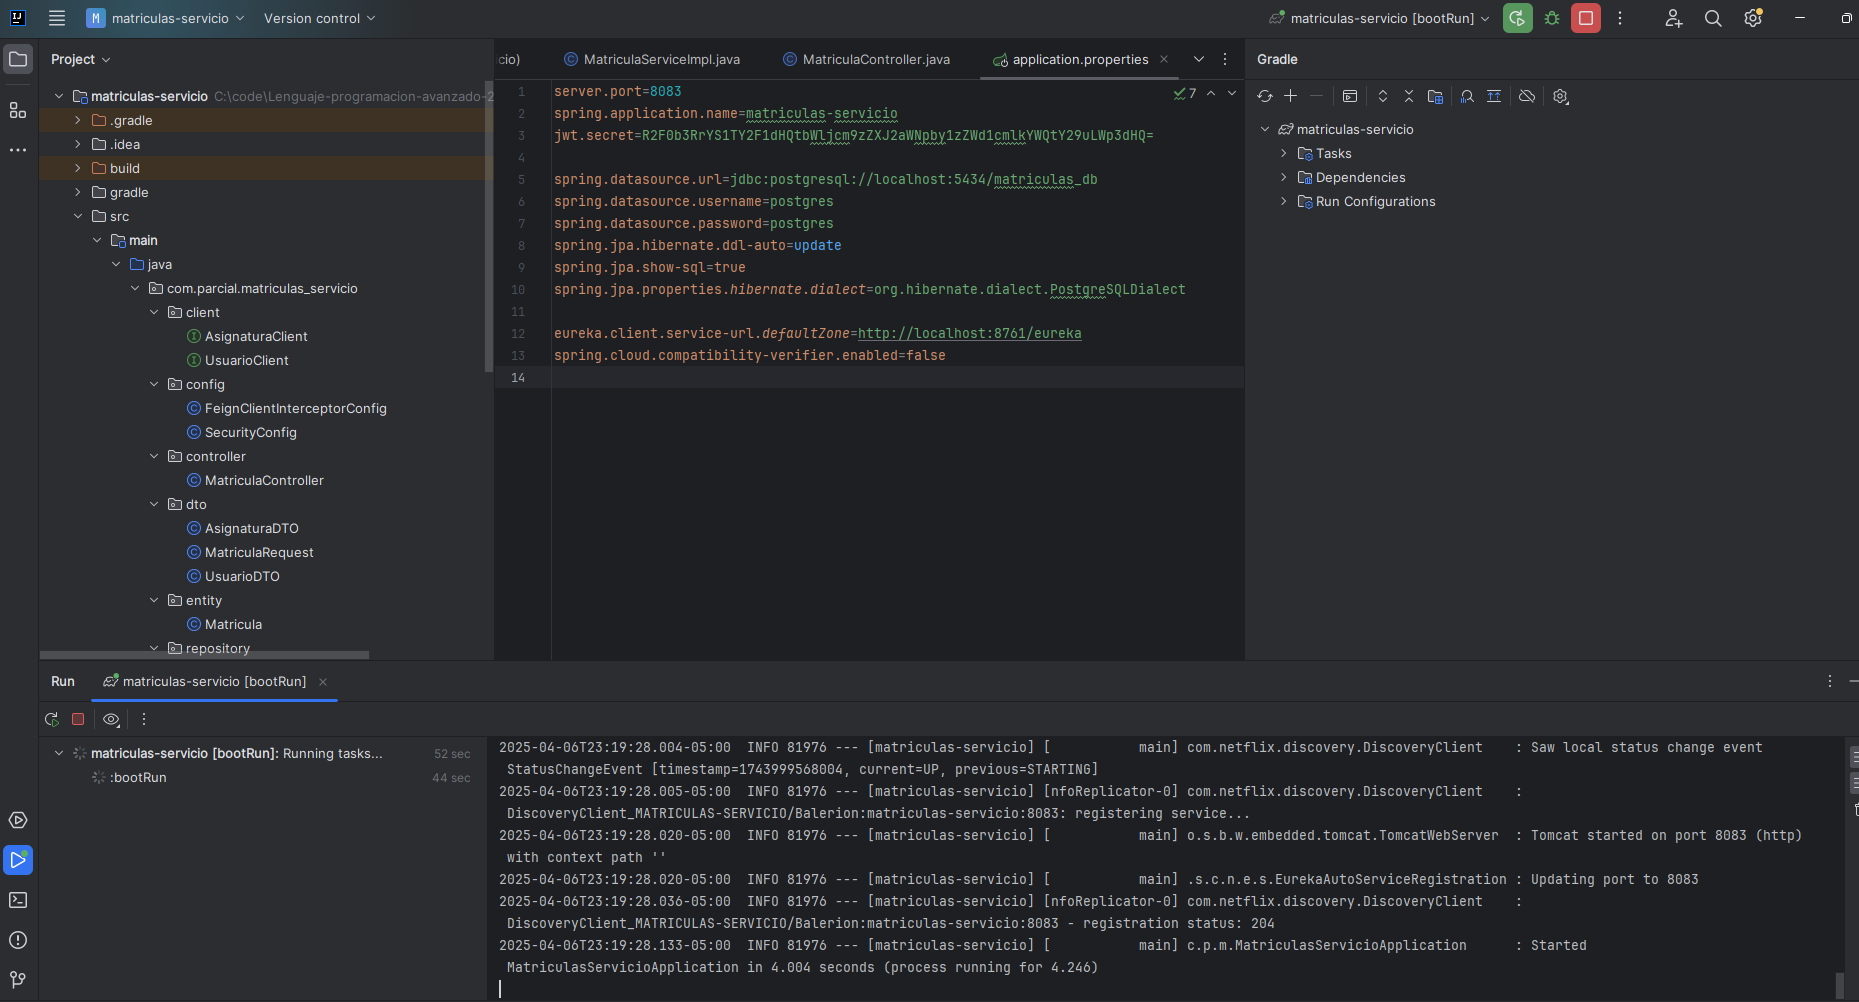 M matriculas-servicio Version control matriculas-servicio [bootRun]
Project
matriculas-servicio C:\code\Lenguaje-programacion-avanzado-2
.gradle
.idea
build
gradle
src
main
java
com.parcial.matriculas_servicio
client
AsignaturaClient
UsuarioClient
config
FeignClientInterceptorConfig
SecurityConfig
controller
MatriculaController
dto
AsignaturaDTO
MatriculaRequest
UsuarioDTO
entity
Matricula
repository
cio) MatriculaServiceImpl.java MatriculaController.java application.properties
7
1 server.port=8083
2 spring.application.name=matriculas-servicio
3 jwt.secret=R2F0b3RrYS1TY2F1dHQtbWljcm9zZXJ2aWNpby1zZWd1cmlkYWQtY29uLWp3dHQ=
4
5 spring.datasource.url=jdbc:postgresql://localhost:5434/matriculas_db
6 spring.datasource.username=postgres
7 spring.datasource.password=postgres
8 spring.jpa.hibernate.ddl-auto=update
9 spring.jpa.show-sql=true
10 spring.jpa.properties.hibernate.dialect=org.hibernate.dialect.PostgreSQLDialect
11
12 eureka.client.service-url.defaultZone=http://localhost:8761/eureka
13 spring.cloud.compatibility-verifier.enabled=false
14
Gradle
matriculas-servicio
Tasks
Dependencies
Run Configurations
Run matriculas-servicio [bootRun]
matriculas-servicio [bootRun]: Running tasks... 52 sec
:bootRun 44 sec
2025-04-06T23:19:28.004-05:00 INFO 81976 --- [matriculas-servicio] [ main] com.netflix.discovery.DiscoveryClient : Saw local status change event
StatusChangeEvent [timestamp=1743999568004, current=UP, previous=STARTING]
2025-04-06T23:19:28.005-05:00 INFO 81976 --- [matriculas-servicio] [nfoReplicator-0] com.netflix.discovery.DiscoveryClient :
DiscoveryClient_MATRICULAS-SERVICIO/Balerion:matriculas-servicio:8083: registering service...
2025-04-06T23:19:28.020-05:00 INFO 81976 --- [matriculas-servicio] [ main] o.s.b.w.embedded.tomcat.TomcatWebServer : Tomcat started on port 8083 (http)
with context path ''
2025-04-06T23:19:28.020-05:00 INFO 81976 --- [matriculas-servicio] [ main] .s.c.n.e.s.EurekaAutoServiceRegistration : Updating port to 8083
2025-04-06T23:19:28.036-05:00 INFO 81976 --- [matriculas-servicio] [nfoReplicator-0] com.netflix.discovery.DiscoveryClient :
DiscoveryClient_MATRICULAS-SERVICIO/Balerion:matriculas-servicio:8083 - registration status: 204
2025-04-06T23:19:28.133-05:00 INFO 81976 --- [matriculas-servicio] [ main] c.p.m.MatriculasServicioApplication : Started
MatriculasServicioApplication in 4.004 seconds (process running for 4.246)